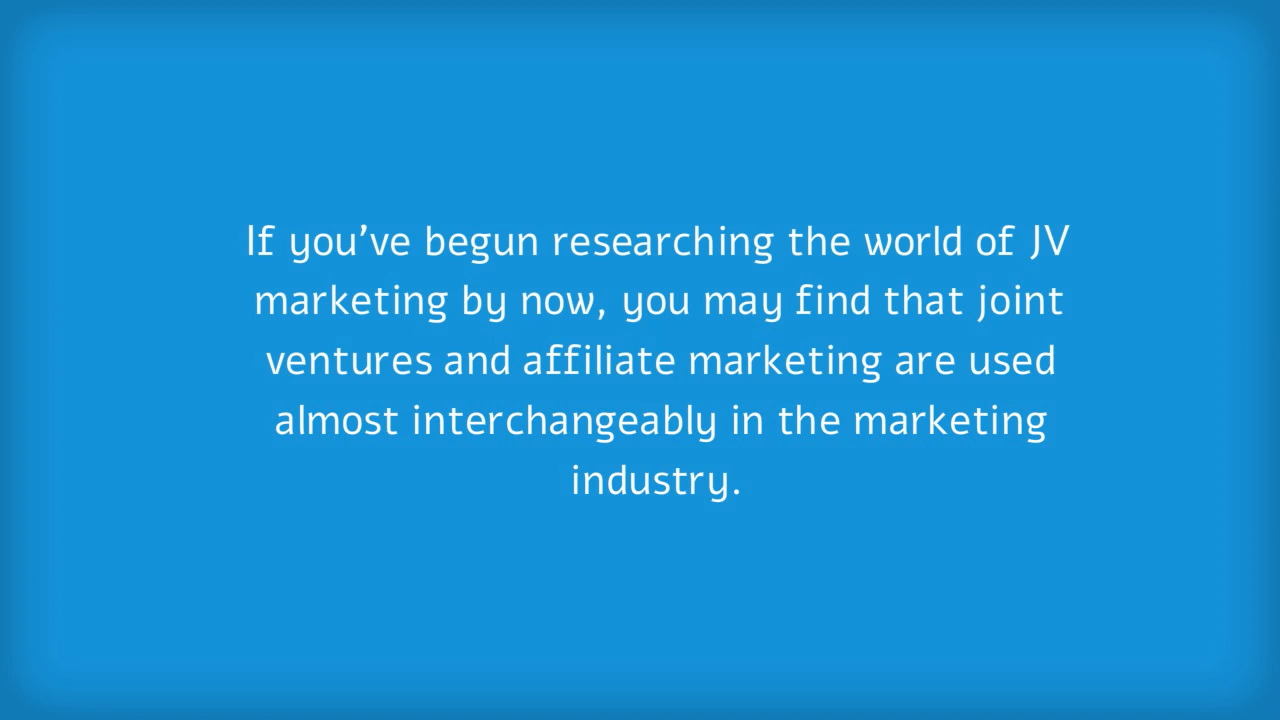 If you've begun researching the world of JV
marketing by now, you may find that joint
ventures and affiliate marketing are used
almost interchangeably in the marketing
industry.